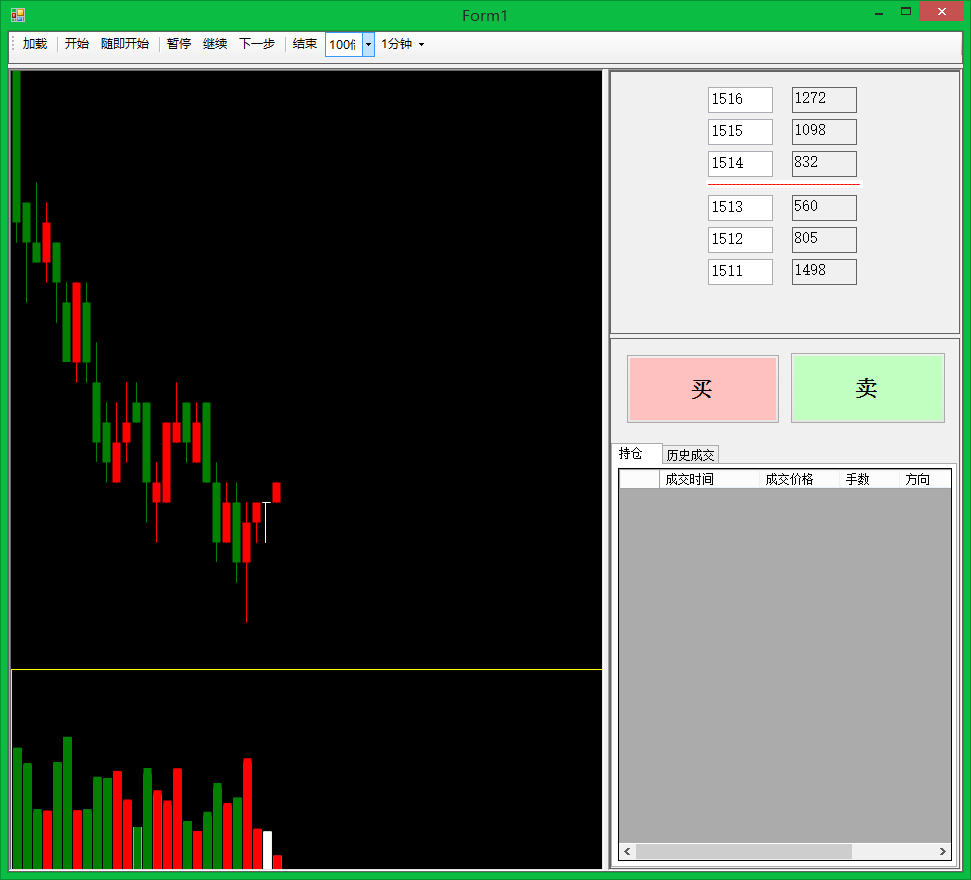 Form1
加载 开始 随即开始 暂停 继续 下一步 结束 100倍 1分钟
1516 1272
1515 1098
1514 832
1513 560
1512 805
1511 1498
买 卖
持仓 历史成交
成交时间 成交价格 手数 方向